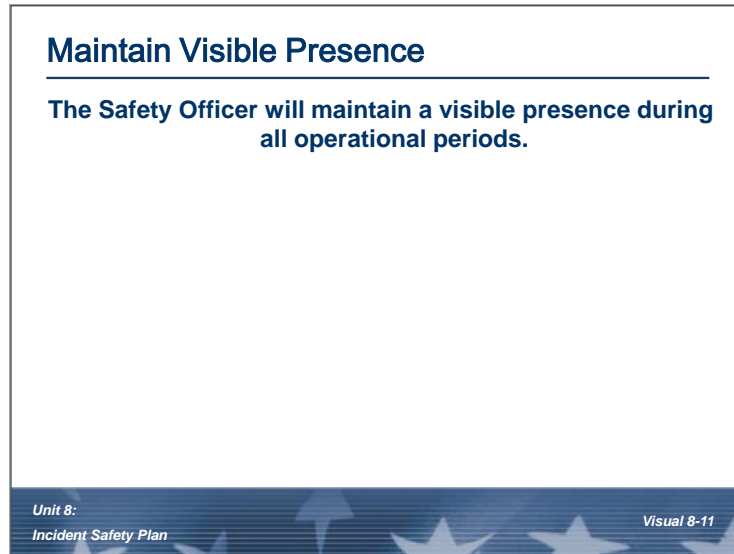 Maintain Visible Presence
The Safety Officer will maintain a visible presence during
all operational periods.
Unit 8:
Incident Safety Plan
Visual 8-11